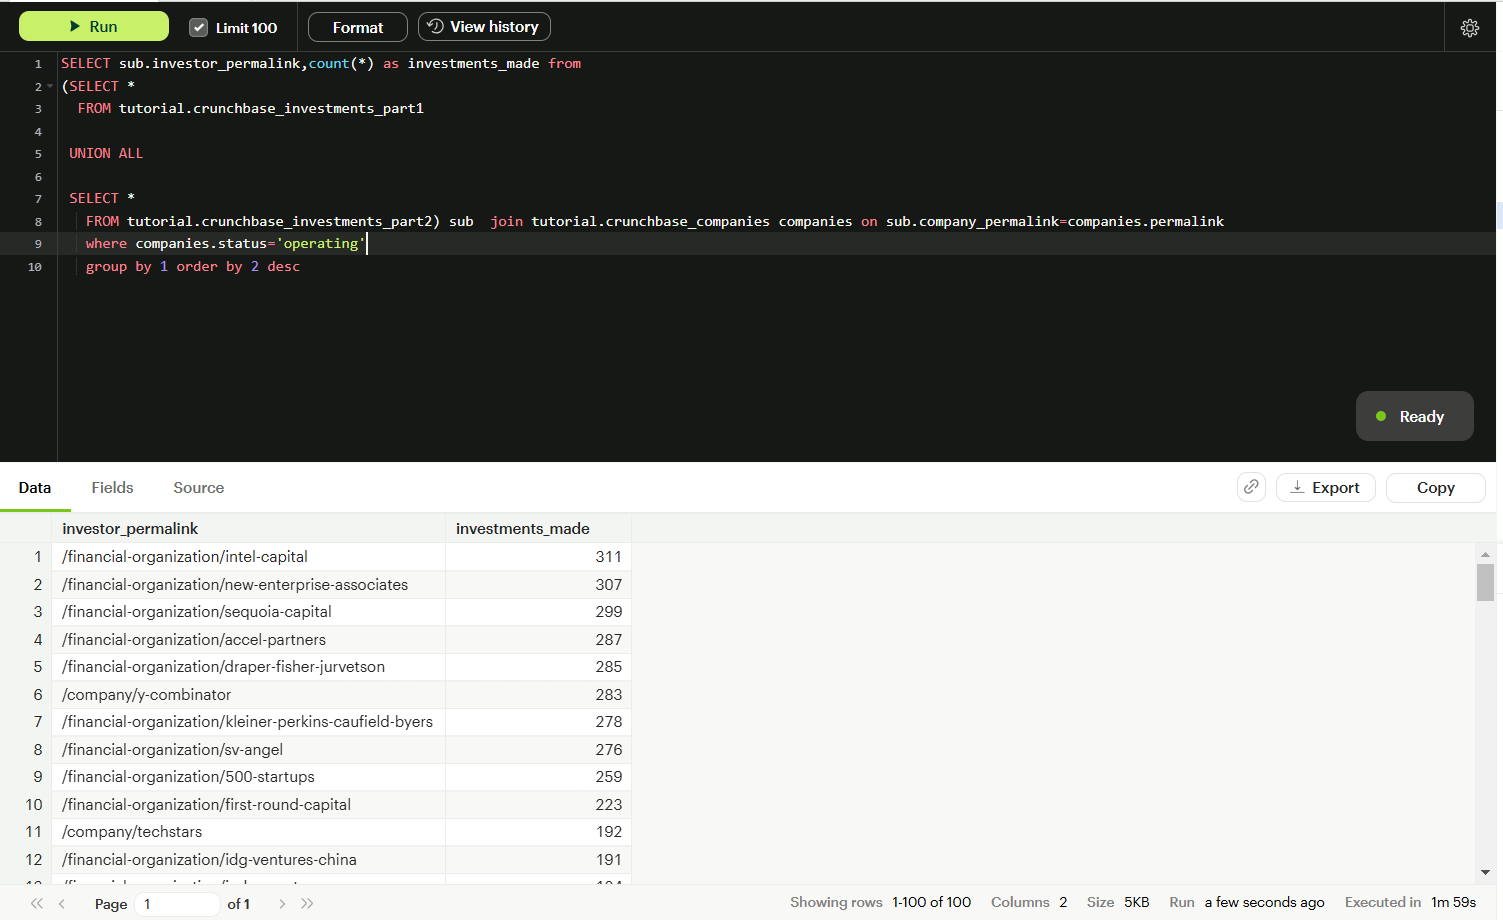 Run Limit 100 Format View history
1 SELECT sub.investor_permalink,count(*) as investments_made from
2 (SELECT *
3 FROM tutorial.crunchbase_investments_part1
4
5 UNION ALL
6
7 SELECT *
8 FROM tutorial.crunchbase_investments_part2) sub  join tutorial.crunchbase_companies companies on sub.company_permalink=companies.permalink
9 where companies.status='operating'
10 group by 1 order by 2 desc
Ready
Data Fields Source Export Copy
investor_permalink investments_made
1 /financial-organization/intel-capital 311
2 /financial-organization/new-enterprise-associates 307
3 /financial-organization/sequoia-capital 299
4 /financial-organization/accel-partners 287
5 /financial-organization/draper-fisher-jurvetson 285
6 /company/y-combinator 283
7 /financial-organization/kleiner-perkins-caufield-byers 278
8 /financial-organization/sv-angel 276
9 /financial-organization/500-startups 259
10 /financial-organization/first-round-capital 223
11 /company/techstars 192
12 /financial-organization/idg-ventures-china 191
Page 1 of 1 Showing rows 1-100 of 100 Columns 2 Size 5KB Run a few seconds ago Executed in 1m 59s